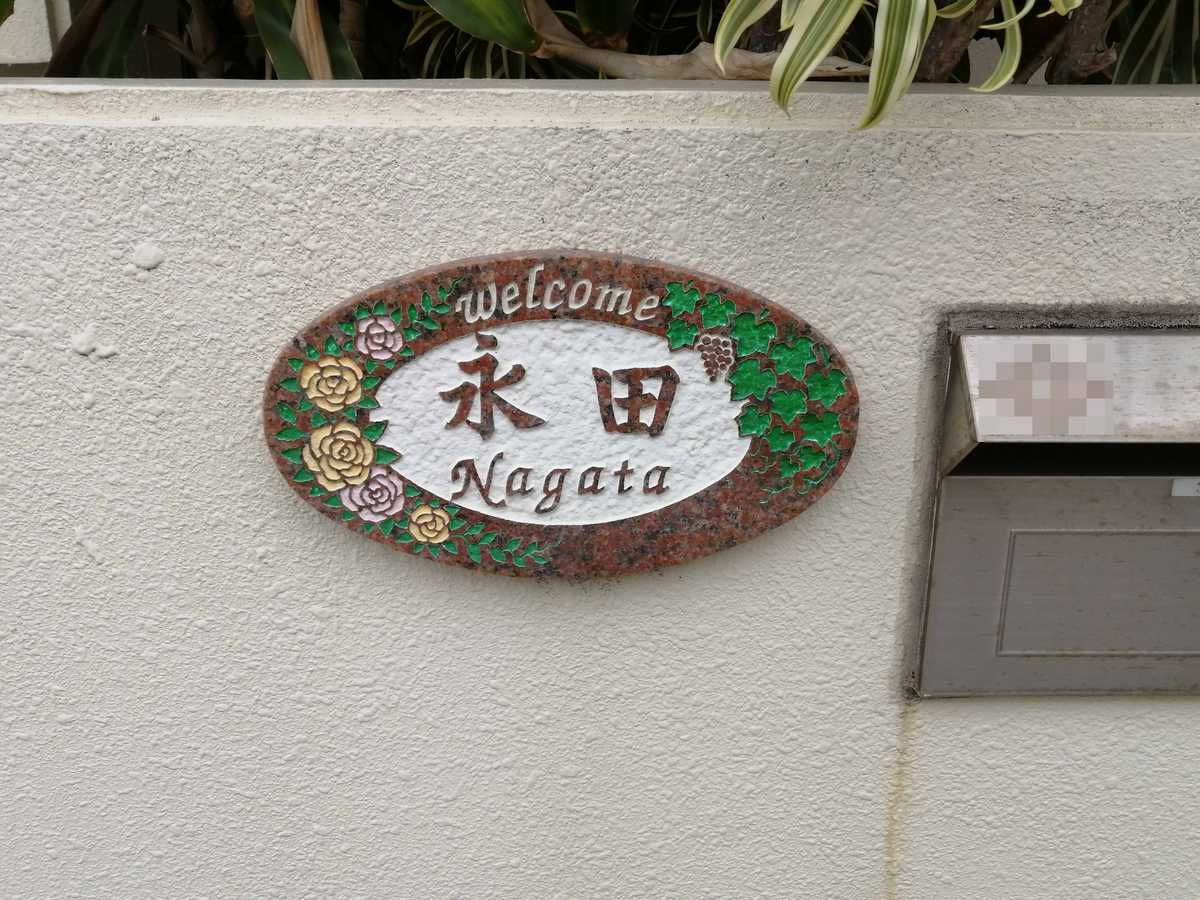 welcome
永田
Nagata